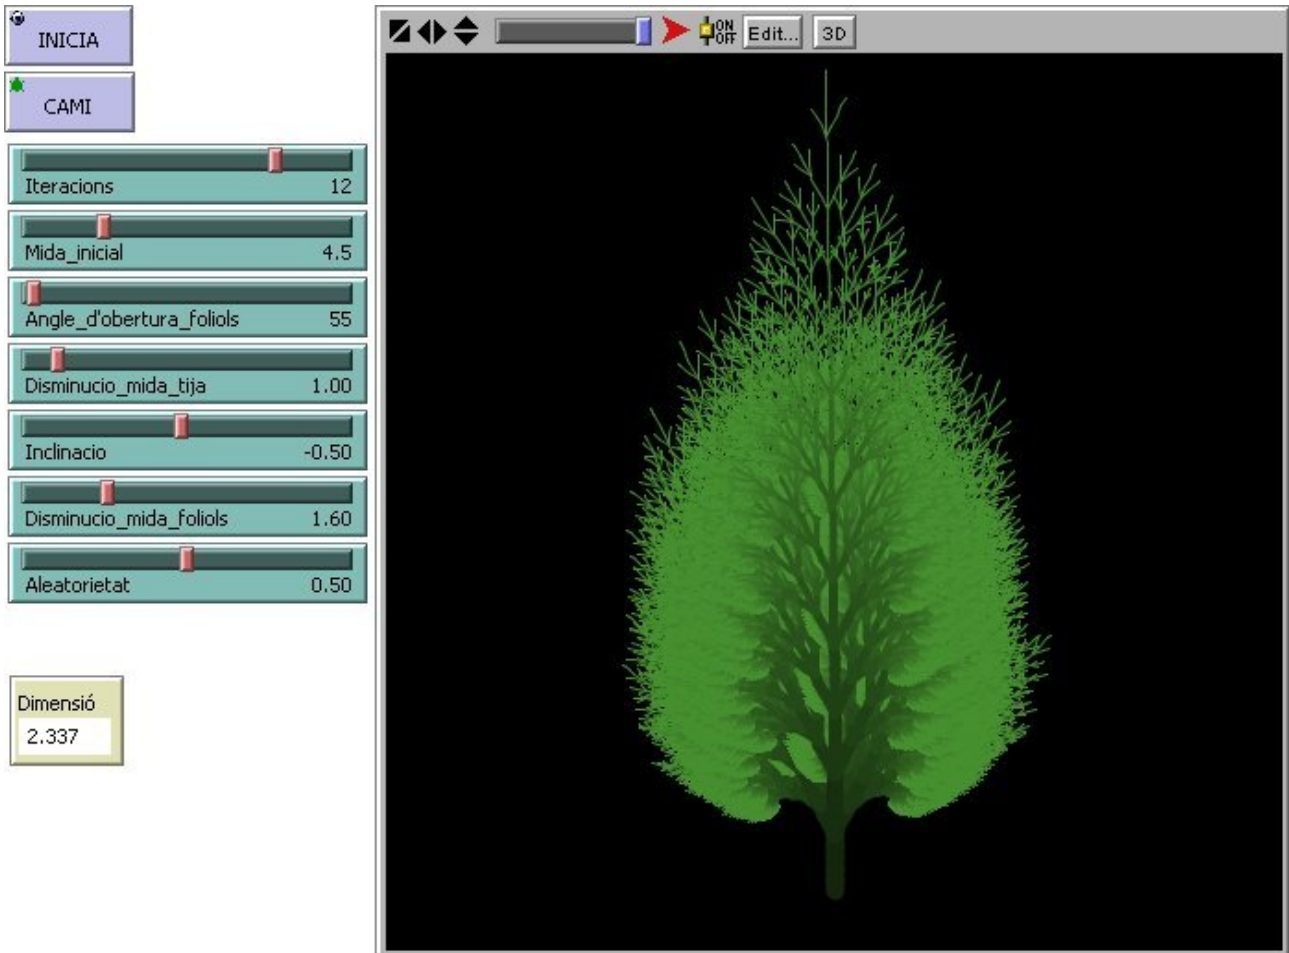 INICIA
CAMI
Iteracions 12
Mida_inicial 4.5
Angle_d'obertura_foliols 55
Disminucio_mida_tija 1.00
Inclinacio -0.50
Disminucio_mida_foliols 1.60
Aleatorietat 0.50
Dimensió
2.337
ON
OFF
Edit...
3D